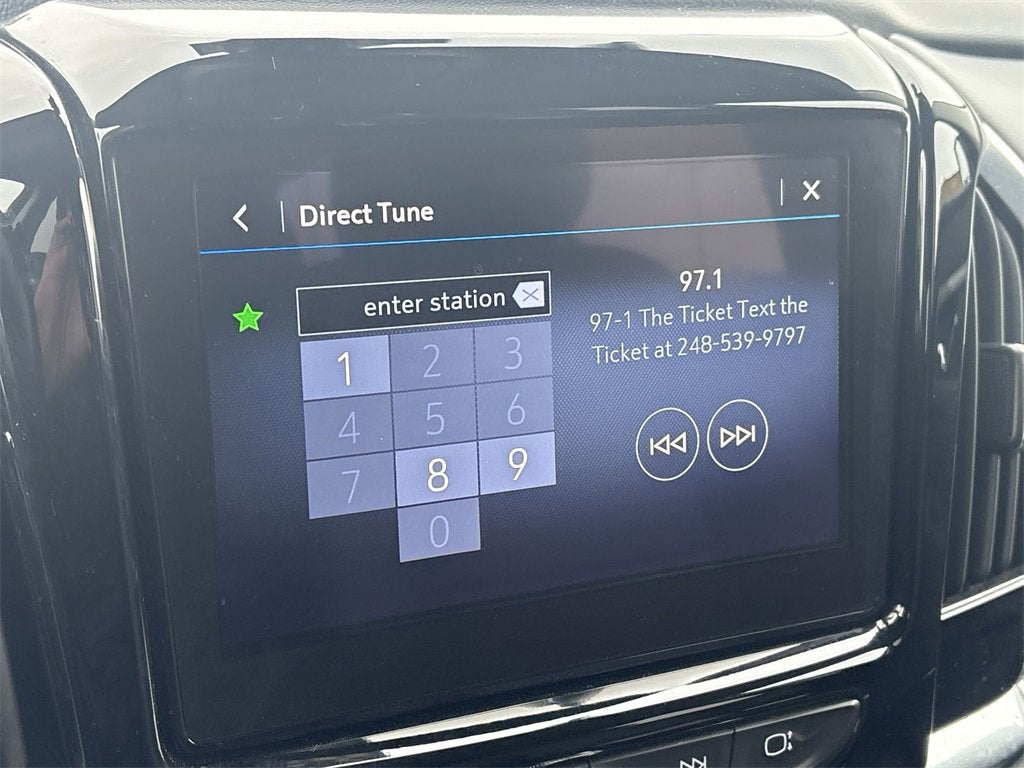 Direct Tune
X
enter station
1 2 3
4 5 6
7 8 9
0
97.1
97-1 The Ticket Text the
Ticket at 248-539-9797